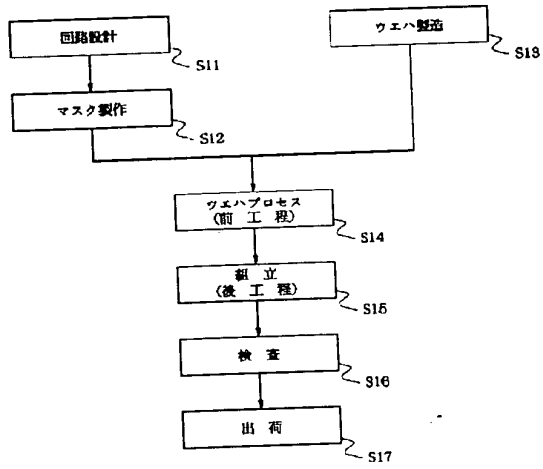 回路設計
S11
ウエハ製造
S13
マスク製作
S12
ウエハプロセス
(前 工 程)
S14
組 立
(後 工 程)
S15
検 査
S16
出 荷
S17